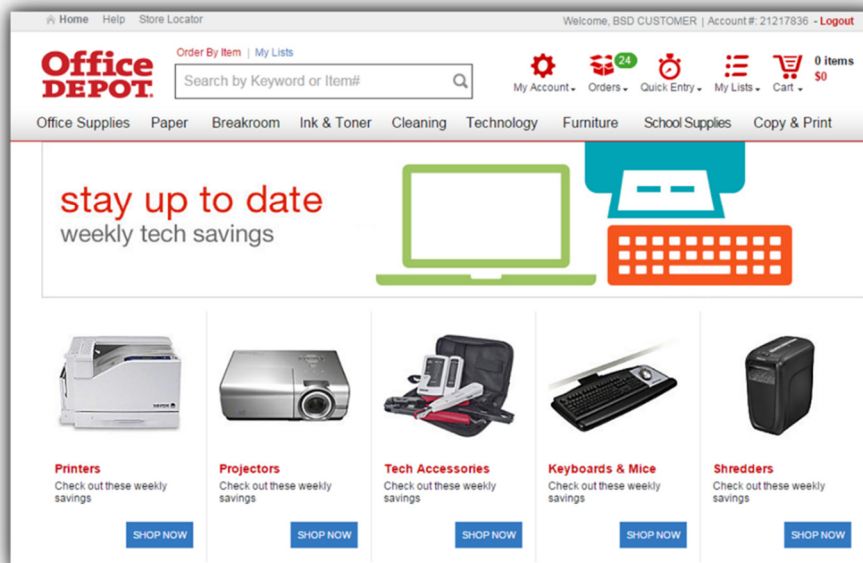 Home Help Store Locator
Welcome, BSD CUSTOMER | Account #: 21217836 - Logout
Order By Item | My Lists
Office
DEPOT.
Search by Keyword or Item#
24
My Account Orders Quick Entry My Lists Cart
0 items
$0
Office Supplies Paper Breakroom Ink & Toner Cleaning Technology Furniture School Supplies Copy & Print
stay up to date
weekly tech savings
xerox
Printers
Check out these weekly
savings
SHOP NOW
Projectors
Check out these weekly
savings
SHOP NOW
Tech Accessories
Check out these weekly
savings
SHOP NOW
Keyboards & Mice
Check out these weekly
savings
SHOP NOW
Shredders
Check out these weekly
savings
SHOP NOW